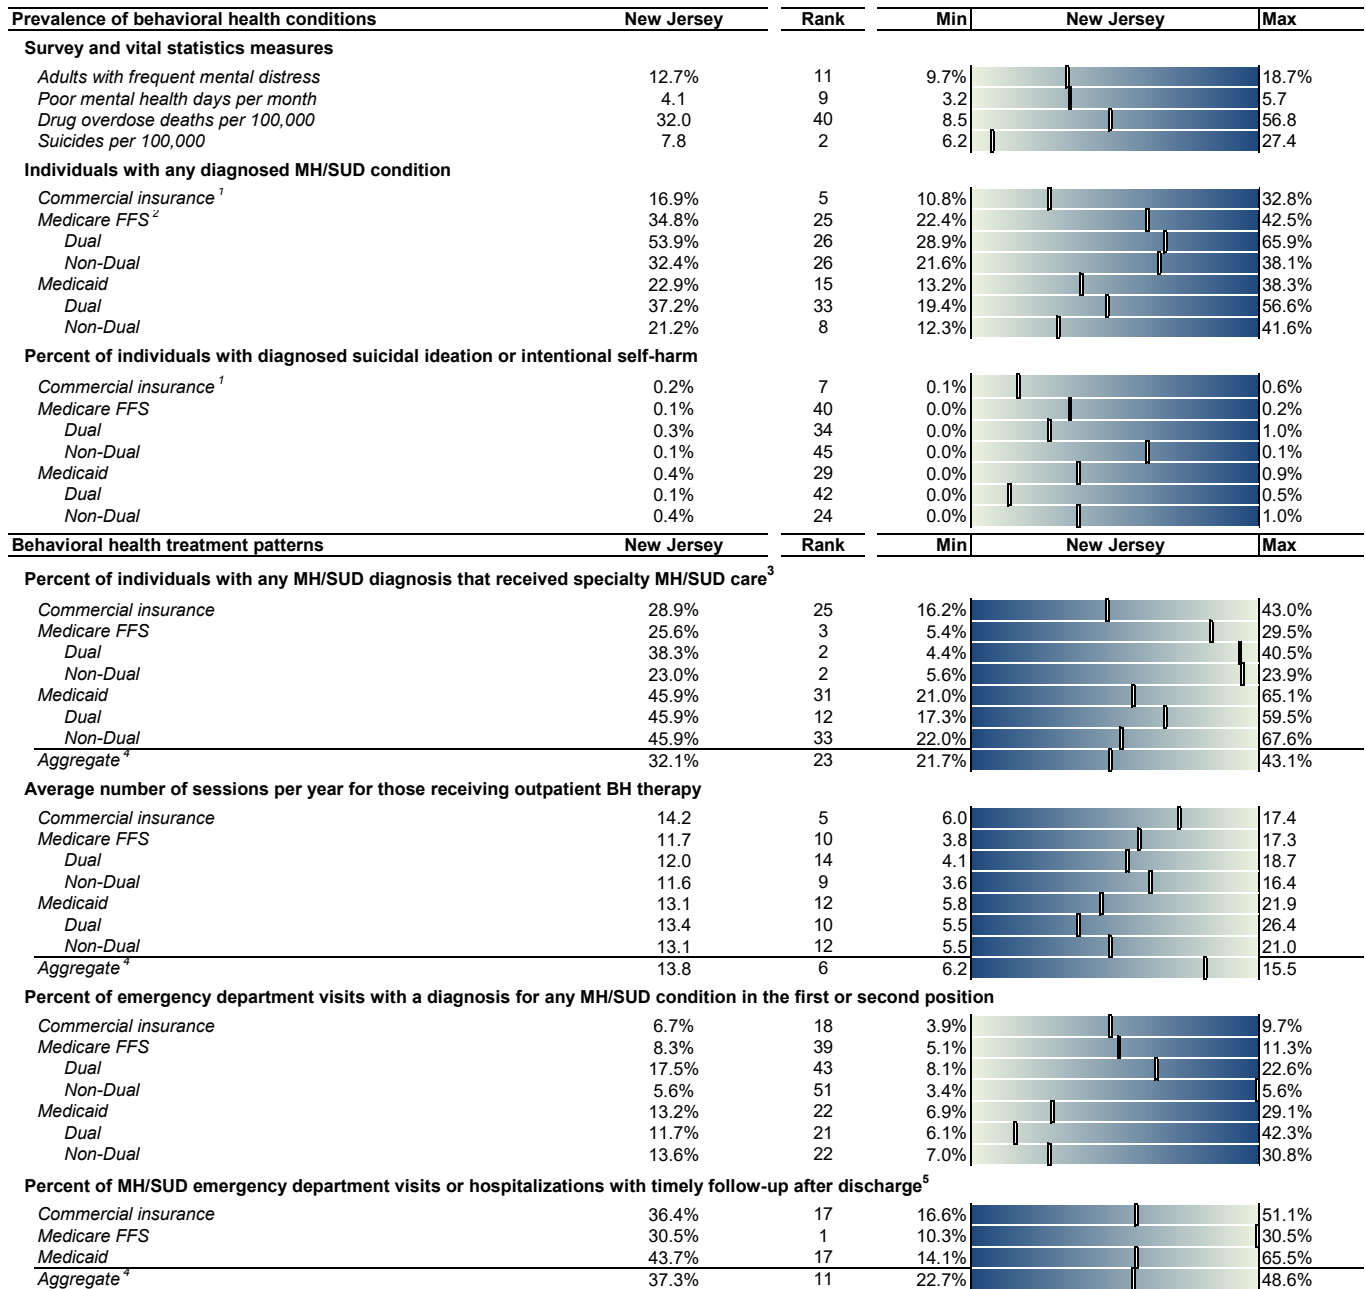 Prevalence of behavioral health conditions New Jersey Rank Min New Jersey Max
Survey and vital statistics measures
Adults with frequent mental distress 12.7% 11 9.7% 18.7%
Poor mental health days per month 4.1 9 3.2 5.7
Drug overdose deaths per 100,000 32.0 40 8.5 56.8
Suicides per 100,000 7.8 2 6.2 27.4
Individuals with any diagnosed MH/SUD condition
Commercial insurance 1 16.9% 5 10.8% 32.8%
Medicare FFS 2 34.8% 25 22.4% 42.5%
Dual 53.9% 26 28.9% 65.9%
Non-Dual 32.4% 26 21.6% 38.1%
Medicaid 22.9% 15 13.2% 38.3%
Dual 37.2% 33 19.4% 56.6%
Non-Dual 21.2% 8 12.3% 41.6%
Percent of individuals with diagnosed suicidal ideation or intentional self-harm
Commercial insurance 1 0.2% 7 0.1% 0.6%
Medicare FFS 0.1% 40 0.0% 0.2%
Dual 0.3% 34 0.0% 1.0%
Non-Dual 0.1% 45 0.0% 0.1%
Medicaid 0.4% 29 0.0% 0.9%
Dual 0.1% 42 0.0% 0.5%
Non-Dual 0.4% 24 0.0% 1.0%
Behavioral health treatment patterns New Jersey Rank Min New Jersey Max
Percent of individuals with any MH/SUD diagnosis that received specialty MH/SUD care3
Commercial insurance 28.9% 25 16.2% 43.0%
Medicare FFS 25.6% 3 5.4% 29.5%
Dual 38.3% 2 4.4% 40.5%
Non-Dual 23.0% 2 5.6% 23.9%
Medicaid 45.9% 31 21.0% 65.1%
Dual 45.9% 12 17.3% 59.5%
Non-Dual 45.9% 33 22.0% 67.6%
Aggregate 4 32.1% 23 21.7% 43.1%
Average number of sessions per year for those receiving outpatient BH therapy
Commercial insurance 14.2 5 6.0 17.4
Medicare FFS 11.7 10 3.8 17.3
Dual 12.0 14 4.1 18.7
Non-Dual 11.6 9 3.6 16.4
Medicaid 13.1 12 5.8 21.9
Dual 13.4 10 5.5 26.4
Non-Dual 13.1 12 5.5 21.0
Aggregate 4 13.8 6 6.2 15.5
Percent of emergency department visits with a diagnosis for any MH/SUD condition in the first or second position
Commercial insurance 6.7% 18 3.9% 9.7%
Medicare FFS 8.3% 39 5.1% 11.3%
Dual 17.5% 43 8.1% 22.6%
Non-Dual 5.6% 51 3.4% 5.6%
Medicaid 13.2% 22 6.9% 29.1%
Dual 11.7% 21 6.1% 42.3%
Non-Dual 13.6% 22 7.0% 30.8%
Percent of MH/SUD emergency department visits or hospitalizations with timely follow-up after discharge5
Commercial insurance 36.4% 17 16.6% 51.1%
Medicare FFS 30.5% 1 10.3% 30.5%
Medicaid 43.7% 17 14.1% 65.5%
Aggregate 4 37.3% 11 22.7% 48.6%